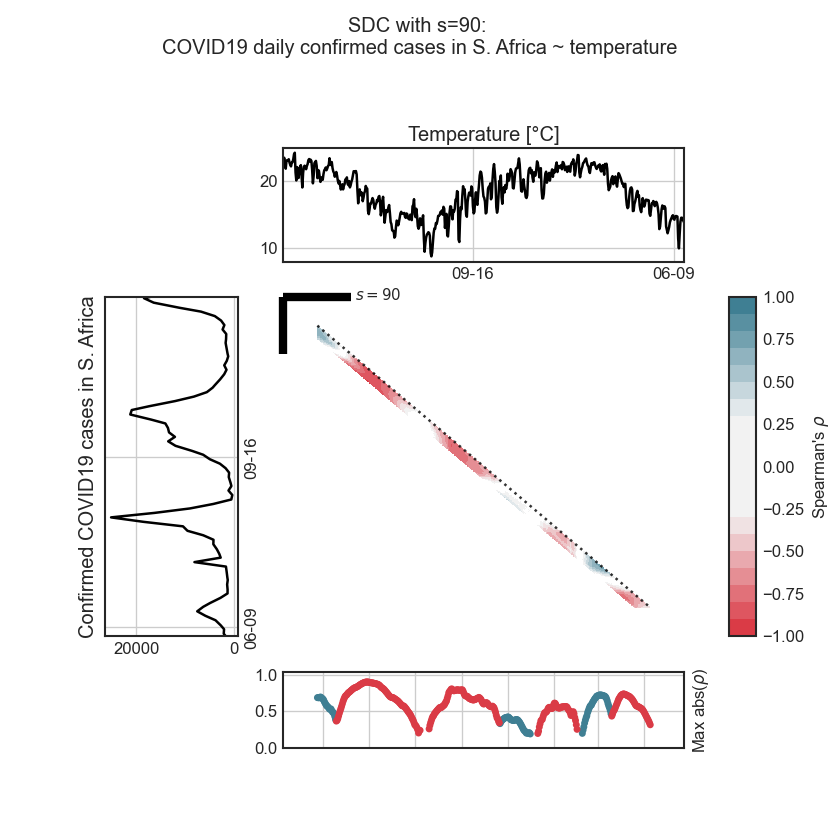 SDC with s=90:
COVID19 daily confirmed cases in S. Africa ~ temperature
Temperature [°C]
20
10
09-16
06-09
s = 90
Confirmed COVID19 cases in S. Africa
09-16
06-09
20000
0
1.00
0.75
0.50
0.25
0.00
−0.25
−0.50
−0.75
−1.00
Spearman's ρ
1.0
0.5
0.0
Max abs(ρ)